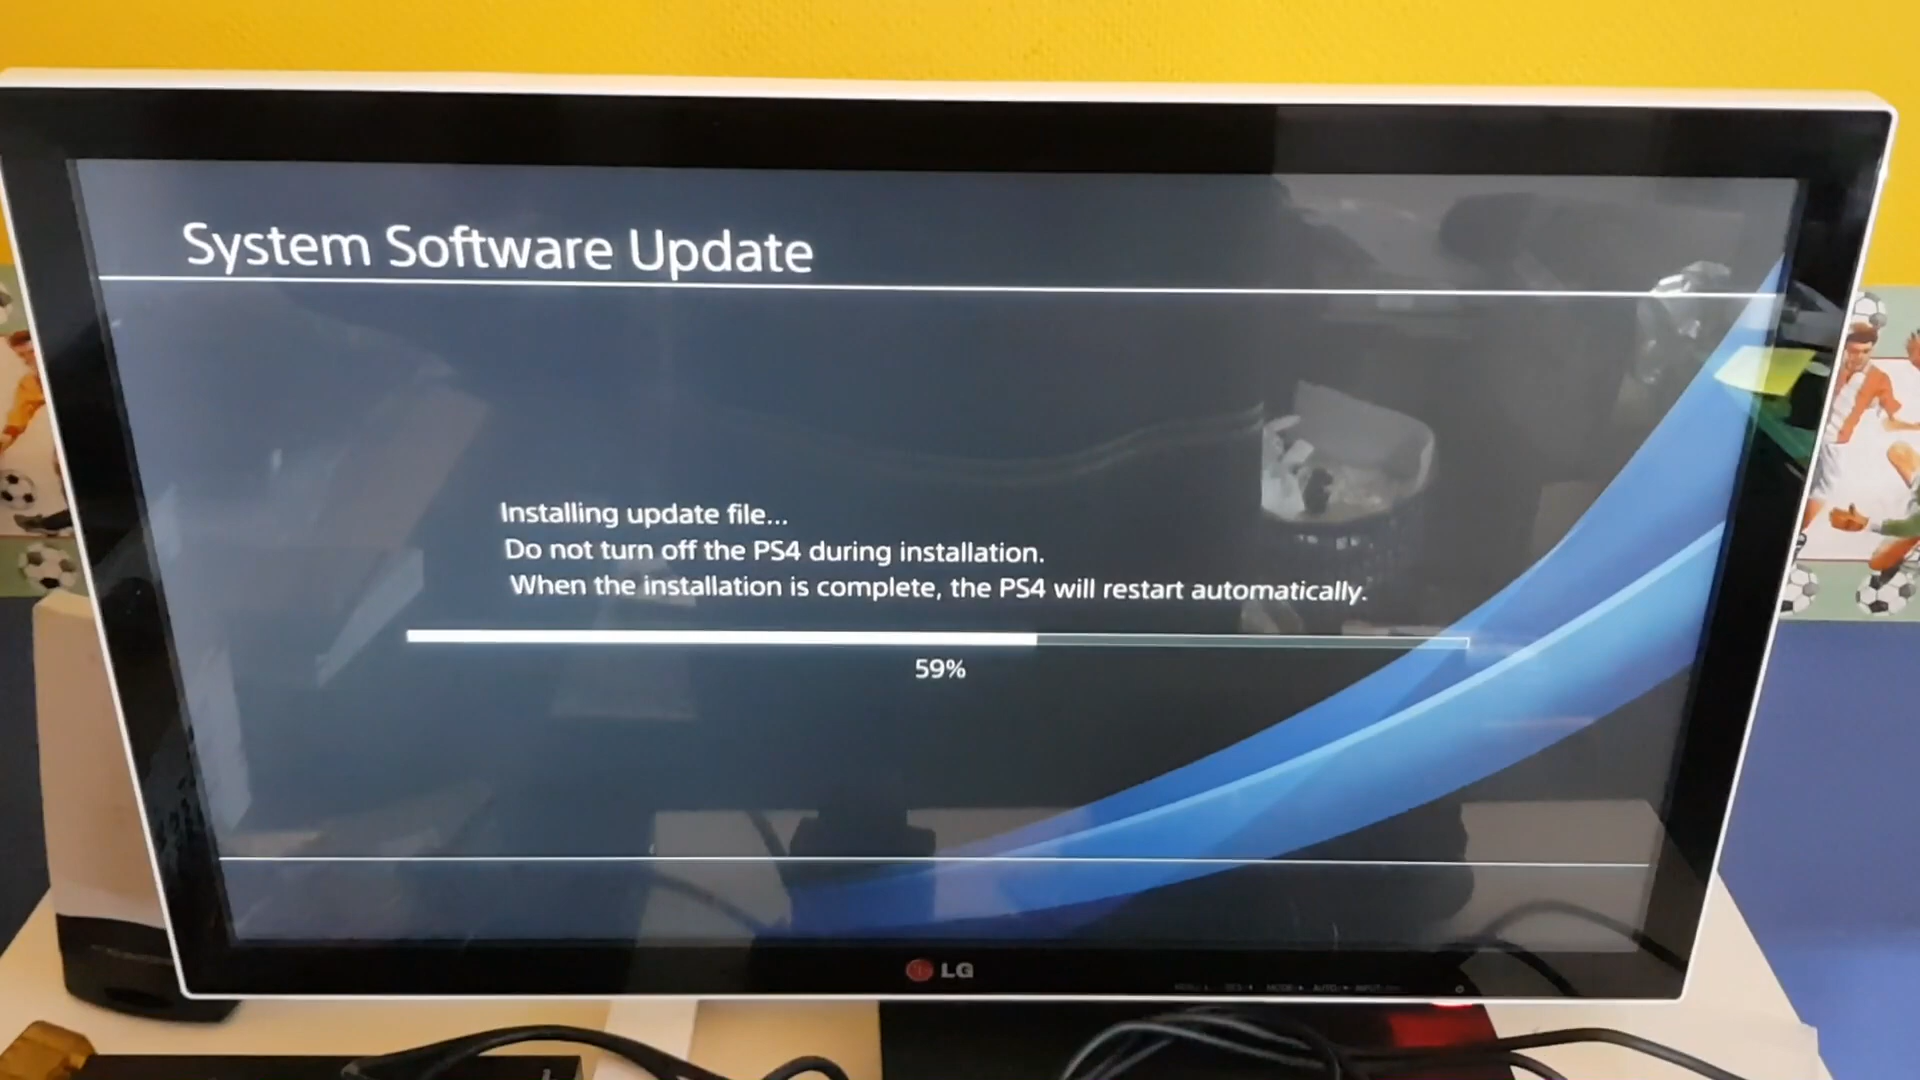 System Software Update
Installing update file...
Do not turn off the PS4 during installation.
When the installation is complete, the PS4 will restart automatically.
59%
LG